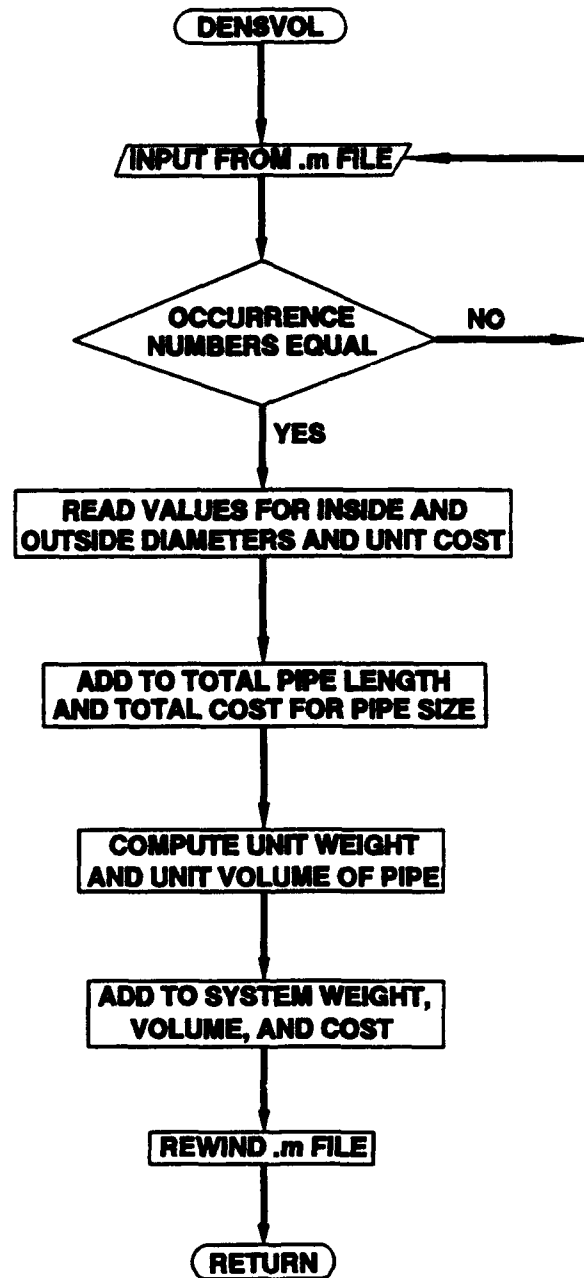 DENSVOL
INPUT FROM .m FILE
OCCURRENCE
NUMBERS EQUAL
NO
YES
READ VALUES FOR INSIDE AND
OUTSIDE DIAMETERS AND UNIT COST
ADD TO TOTAL PIPE LENGTH
AND TOTAL COST FOR PIPE SIZE
COMPUTE UNIT WEIGHT
AND UNIT VOLUME OF PIPE
ADD TO SYSTEM WEIGHT,
VOLUME, AND COST
REWIND .m FILE
RETURN